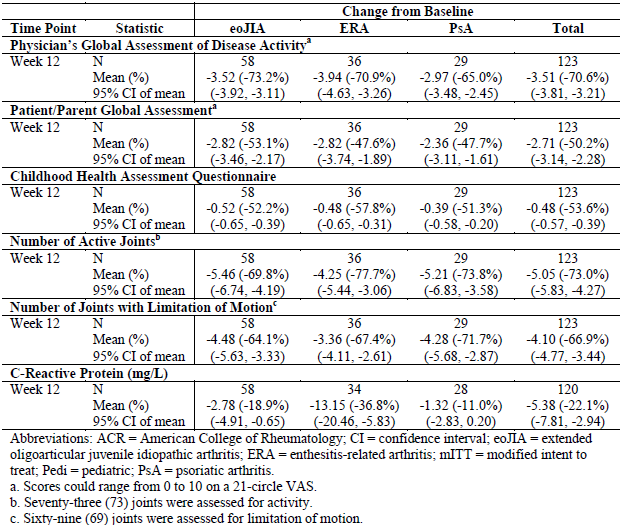 Change from Baseline
Time Point Statistic eoJIA ERA PsA Total
Physician's Global Assessment of Disease Activitya
Week 12 N 58 36 29 123
Mean (%) -3.52 (-73.2%) -3.94 (-70.9%) -2.97 (-65.0%) -3.51 (-70.6%)
95% CI of mean (-3.92, -3.11) (-4.63, -3.26) (-3.48, -2.45) (-3.81, -3.21)
Patient/Parent Global Assessmenta
Week 12 N 58 36 29 123
Mean (%) -2.82 (-53.1%) -2.82 (-47.6%) -2.36 (-47.7%) -2.71 (-50.2%)
95% CI of mean (-3.46, -2.17) (-3.74, -1.89) (-3.11, -1.61) (-3.14, -2.28)
Childhood Health Assessment Questionnaire
Week 12 N 58 36 29 123
Mean (%) -0.52 (-52.2%) -0.48 (-57.8%) -0.39 (-51.3%) -0.48 (-53.6%)
95% CI of mean (-0.65, -0.39) (-0.65, -0.31) (-0.58, -0.20) (-0.57, -0.39)
Number of Active Jointsb
Week 12 N 58 36 29 123
Mean (%) -5.46 (-69.8%) -4.25 (-77.7%) -5.21 (-73.8%) -5.05 (-73.0%)
95% CI of mean (-6.74, -4.19) (-5.44, -3.06) (-6.83, -3.58) (-5.83, -4.27)
Number of Joints with Limitation of Motionc
Week 12 N 58 36 29 123
Mean (%) -4.48 (-64.1%) -3.36 (-67.4%) -4.28 (-71.7%) -4.10 (-66.9%)
95% CI of mean (-5.63, -3.33) (-4.11, -2.61) (-5.68, -2.87) (-4.77, -3.44)
C-Reactive Protein (mg/L)
Week 12 N 58 34 28 120
Mean (%) -2.78 (-18.9%) -13.15 (-36.8%) -1.32 (-11.0%) -5.38 (-22.1%)
95% CI of mean (-4.91, -0.65) (-20.46, -5.83) (-2.83, 0.20) (-7.81, -2.94)
Abbreviations: ACR = American College of Rheumatology; CI = confidence interval; eoJIA = extended
oligoarticular juvenile idiopathic arthritis; ERA = enthesitis-related arthritis; mITT = modified intent to
treat; Pedi = pediatric; PsA = psoriatic arthritis.
a. Scores could range from 0 to 10 on a 21-circle VAS.
b. Seventy-three (73) joints were assessed for activity.
c. Sixty-nine (69) joints were assessed for limitation of motion.